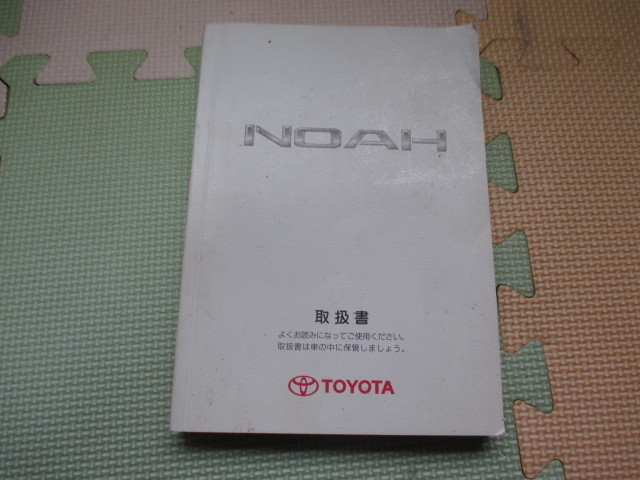 NOAH
取扱書
よくお読みになってご使用ください。
取扱書は車の中に保管しましょう。
TOYOTA